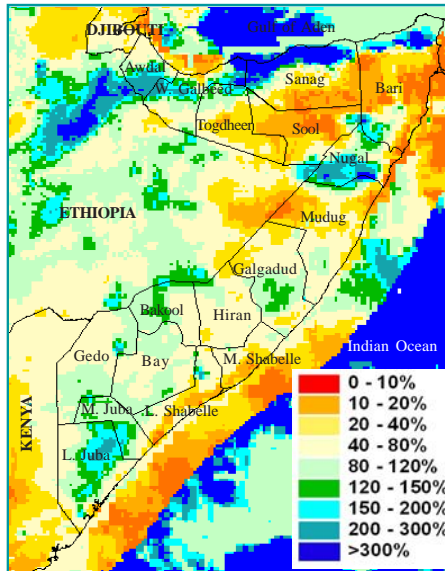 Gulf of Aden
DJIBOUTI
Awdal
Sanag
Bari
W. Galbeed
Togdheer
Sool
Nugal
ETHIOPIA
Mudug
Galgadud
Bakool
Hiran
Indian Ocean
Gedo
Bay
M. Shabelle
M. Juba
L. Shabelle
KENYA
L. Juba
0 - 10%
10 - 20%
20 - 40%
40 - 80%
80 - 120%
120 - 150%
150 - 200%
200 - 300%
>300%